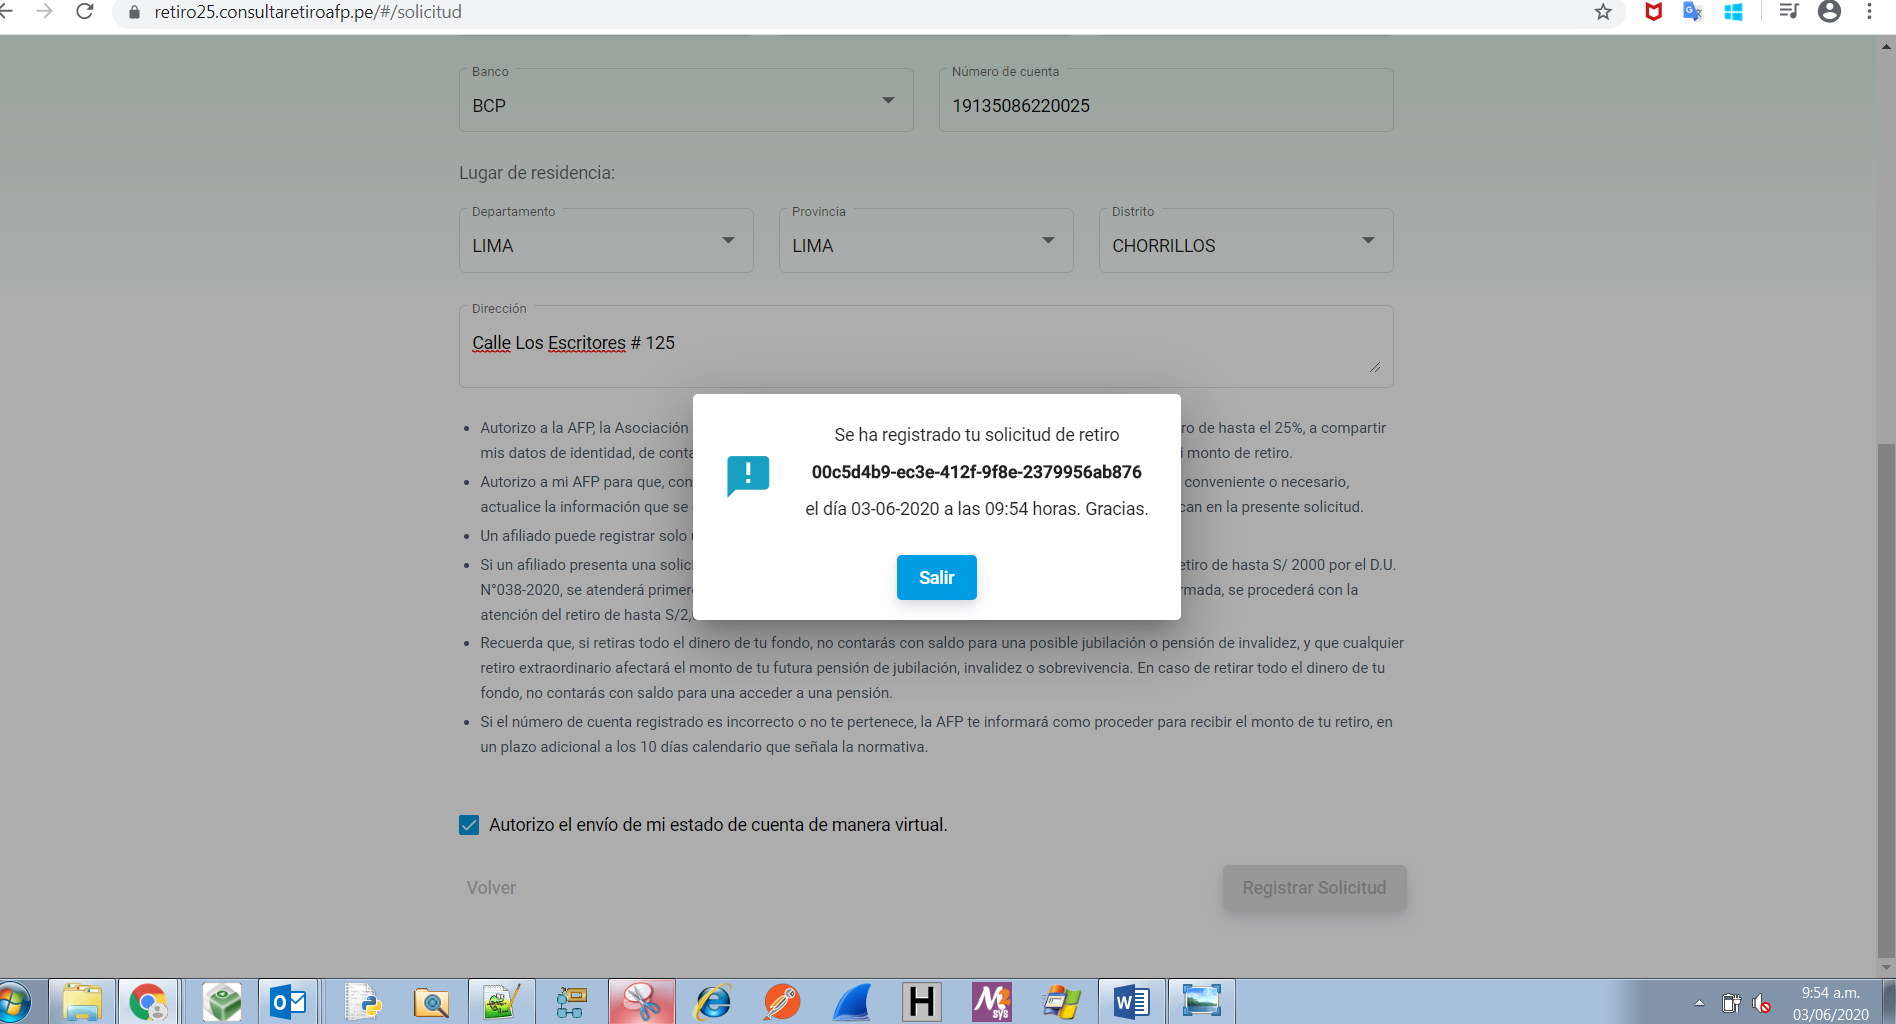 retiro25.consultaretiroafp.pe/#/solicitud
Banco
BCP
Número de cuenta
19135086220025
Lugar de residencia:
Departamento
LIMA
Provincia
LIMA
Distrito
CHORRILLOS
Dirección
Calle Los Escritores # 125
Autorizo a la AFP, la Asociación
ro de hasta el 25%, a compartir
mis datos de identidad, de conta
i monto de retiro.
Autorizo a mi AFP para que, con
conveniente o necesario,
actualice la información que se
can en la presente solicitud.
Un afiliado puede registrar solo
Si un afiliado presenta una solic
etiro de hasta S/ 2000 por el D.U.
N°038-2020, se atenderá primer
rmada, se procederá con la
atención del retiro de hasta S/2,
Se ha registrado tu solicitud de retiro
00c5d4b9-ec3e-412f-9f8e-2379956ab876
el día 03-06-2020 a las 09:54 horas. Gracias.
Salir
Recuerda que, si retiras todo el dinero de tu fondo, no contarás con saldo para una posible jubilación o pensión de invalidez, y que cualquier
retiro extraordinario afectará el monto de tu futura pensión de jubilación, invalidez o sobrevivencia. En caso de retirar todo el dinero de tu
fondo, no contarás con saldo para una acceder a una pensión.
Si el número de cuenta registrado es incorrecto o no te pertenece, la AFP te informará como proceder para recibir el monto de tu retiro, en
un plazo adicional a los 10 días calendario que señala la normativa.
Autorizo el envío de mi estado de cuenta de manera virtual.
Volver
Registrar Solicitud
9:54 a.m.
03/06/2020